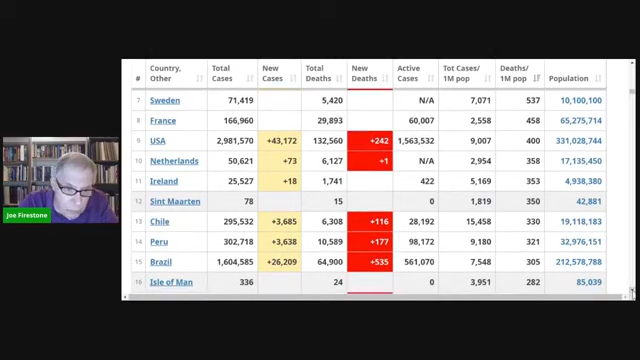 # Country, Other Total Cases New Cases Total Deaths New Deaths Active Cases Tot Cases/ 1M pop Deaths/ 1M pop Population
7 Sweden 71,419 5,420 N/A 7,071 537 10,100,100
8 France 166,960 29,893 60,007 2,558 458 65,275,714
9 USA 2,981,570 +43,172 132,560 +242 1,563,532 9,007 400 331,028,744
10 Netherlands 50,621 +73 6,127 +1 N/A 2,954 358 17,135,450
11 Ireland 25,527 +18 1,741 422 5,169 353 4,938,380
12 Sint Maarten 78 15 0 1,819 350 42,881
13 Chile 295,532 +3,685 6,308 +116 28,192 15,458 330 19,118,183
14 Peru 302,718 +3,638 10,589 +177 98,172 9,180 321 32,976,151
15 Brazil 1,604,585 +26,209 64,900 +535 561,070 7,548 305 212,578,788
16 Isle of Man 336 24 0 3,951 282 85,039
Joe Firestone